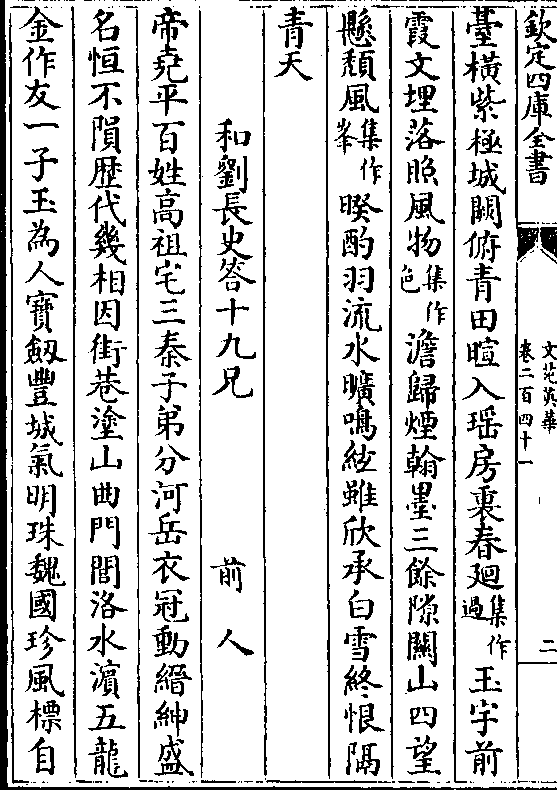 欽定四庫全書
文苑英華
卷二百四十一
二
臺橫紫極城闕俯青田暄入瑶房裏春廻集作過玉宇前
霞文埋落照風物集作色澹歸煙翰墨三餘隙關山四望
懸頽風集作峯暌酌羽流水曠鳴絃雖欣承白雪終恨隔
青天
和劉長史答十九兄 前人
帝堯平百姓高祖宅三秦子弟分河岳衣冠動縉紳盛
名恒不隕歴代幾相因街巷塗山曲門閭洛水濵五龍
金作友一子玉為人寶劔豐城氣明珠魏國珍風標自